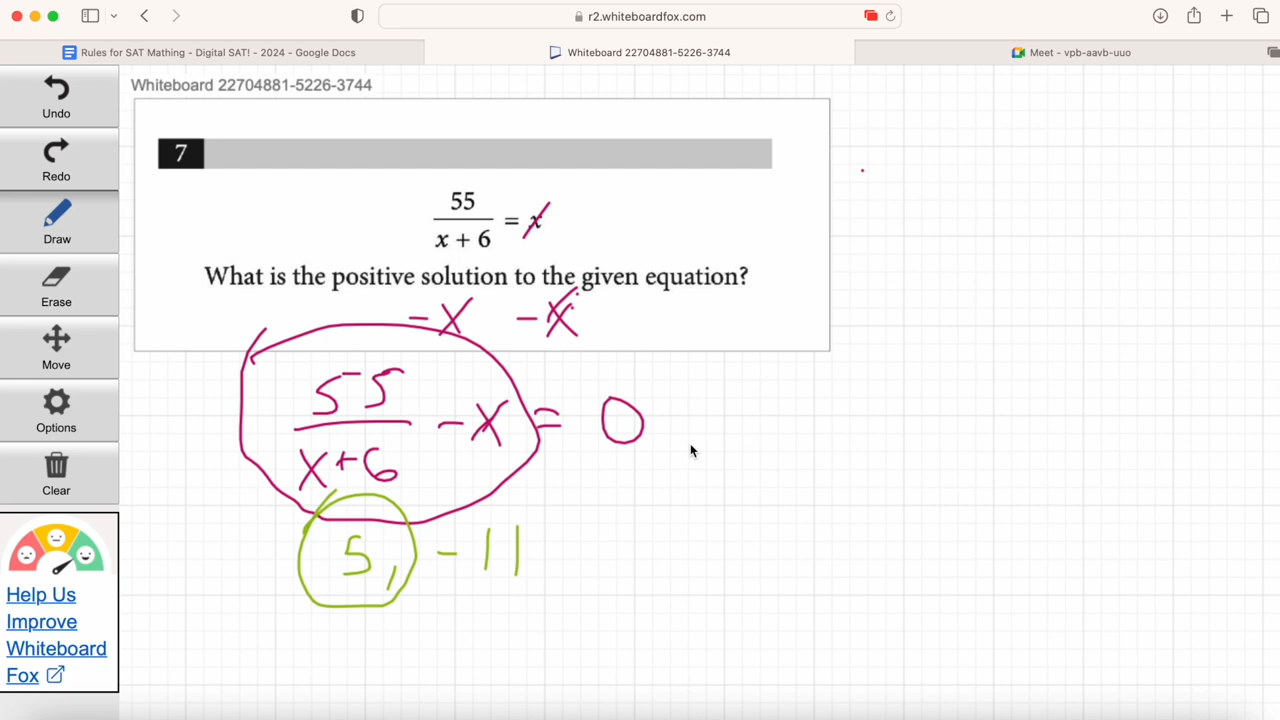 r2.whiteboardfox.com
Rules for SAT Mathing - Digital SAT! - 2024 - Google Docs
Whiteboard 22704881-5226-3744
Meet - vpb-aavb-uuo
Undo
Redo
Draw
Erase
Move
Options
Clear
Help Us
Improve
Whiteboard
Fox
Whiteboard 22704881-5226-3744
7
55
x + 6
= x
What is the positive solution to the given equation?
-X -X
55
X+6
-X = 0
5, -11